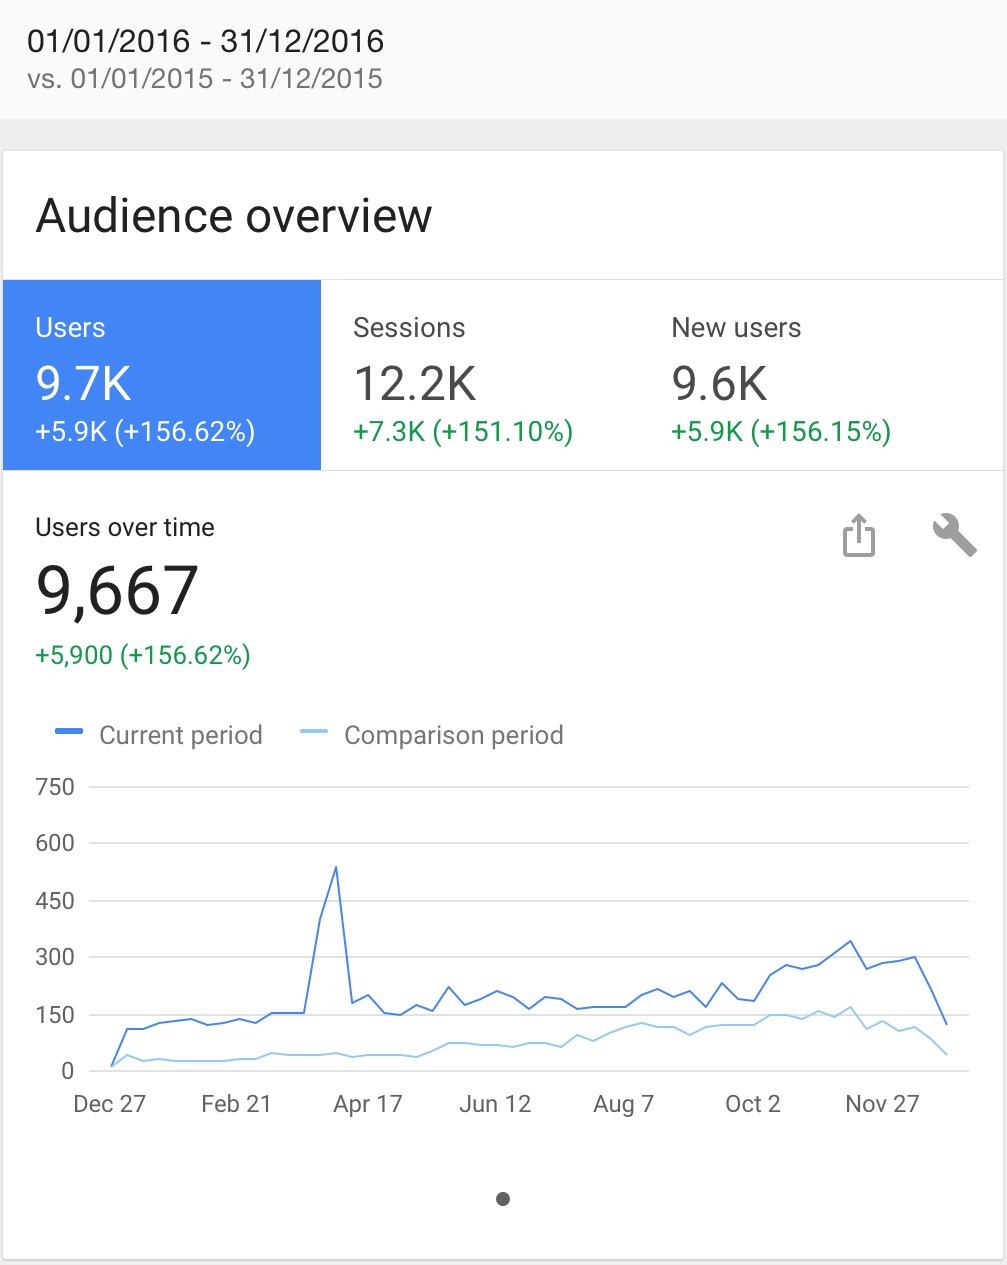 01/01/2016 - 31/12/2016
vs. 01/01/2015 - 31/12/2015
Audience overview
Users
9.7K
+5.9K (+156.62%)
Sessions
12.2K
+7.3K (+151.10%)
New users
9.6K
+5.9K (+156.15%)
Users over time
9,667
+5,900 (+156.62%)
Current period
Comparison period
750
600
450
300
150
0
Dec 27 Feb 21 Apr 17 Jun 12 Aug 7 Oct 2 Nov 27